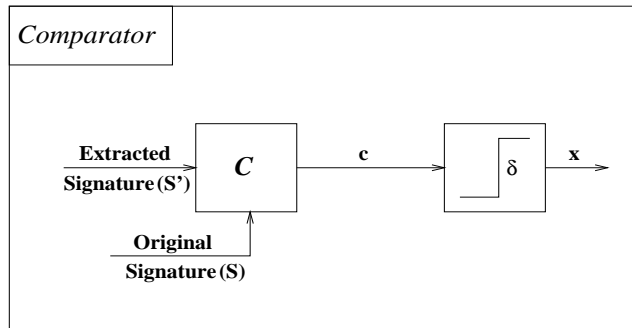 Comparator
Extracted
Signature (S’)
C
c
δ
x
Original
Signature (S)